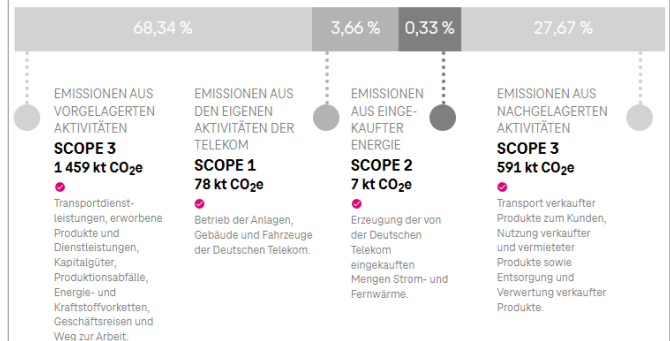 68,34 %
3,66 %
0,33 %
27,67 %
EMISSIONEN AUS
VORGELAGERTEN
AKTIVITÄTEN
SCOPE 3
1 459 kt CO₂e
Transportdienst-
leistungen, erworbene
Produkte und
Dienstleistungen,
Kapitalgüter,
Produktionsabfälle,
Energie- und
Kraftstoffvorketten,
Geschäftsreisen und
Weg zur Arbeit.
EMISSIONEN AUS
DEN EIGENEN
AKTIVITÄTEN DER
TELEKOM
SCOPE 1
78 kt CO₂e
Betrieb der Anlagen,
Gebäude und Fahrzeuge
der Deutschen Telekom.
EMISSIONEN
AUS EINGE-
KAUFTER
ENERGIE
SCOPE 2
7 kt CO₂e
Erzeugung der von
der Deutschen
Telekom
eingekauften
Mengen Strom- und
Fernwärme.
EMISSIONEN AUS
NACHGELAGERTEN
AKTIVITÄTEN
SCOPE 3
591 kt CO₂e
Transport verkaufter
Produkte zum Kunden,
Nutzung verkaufter
und vermieteter
Produkte sowie
Entsorgung und
Verwertung verkaufter
Produkte.